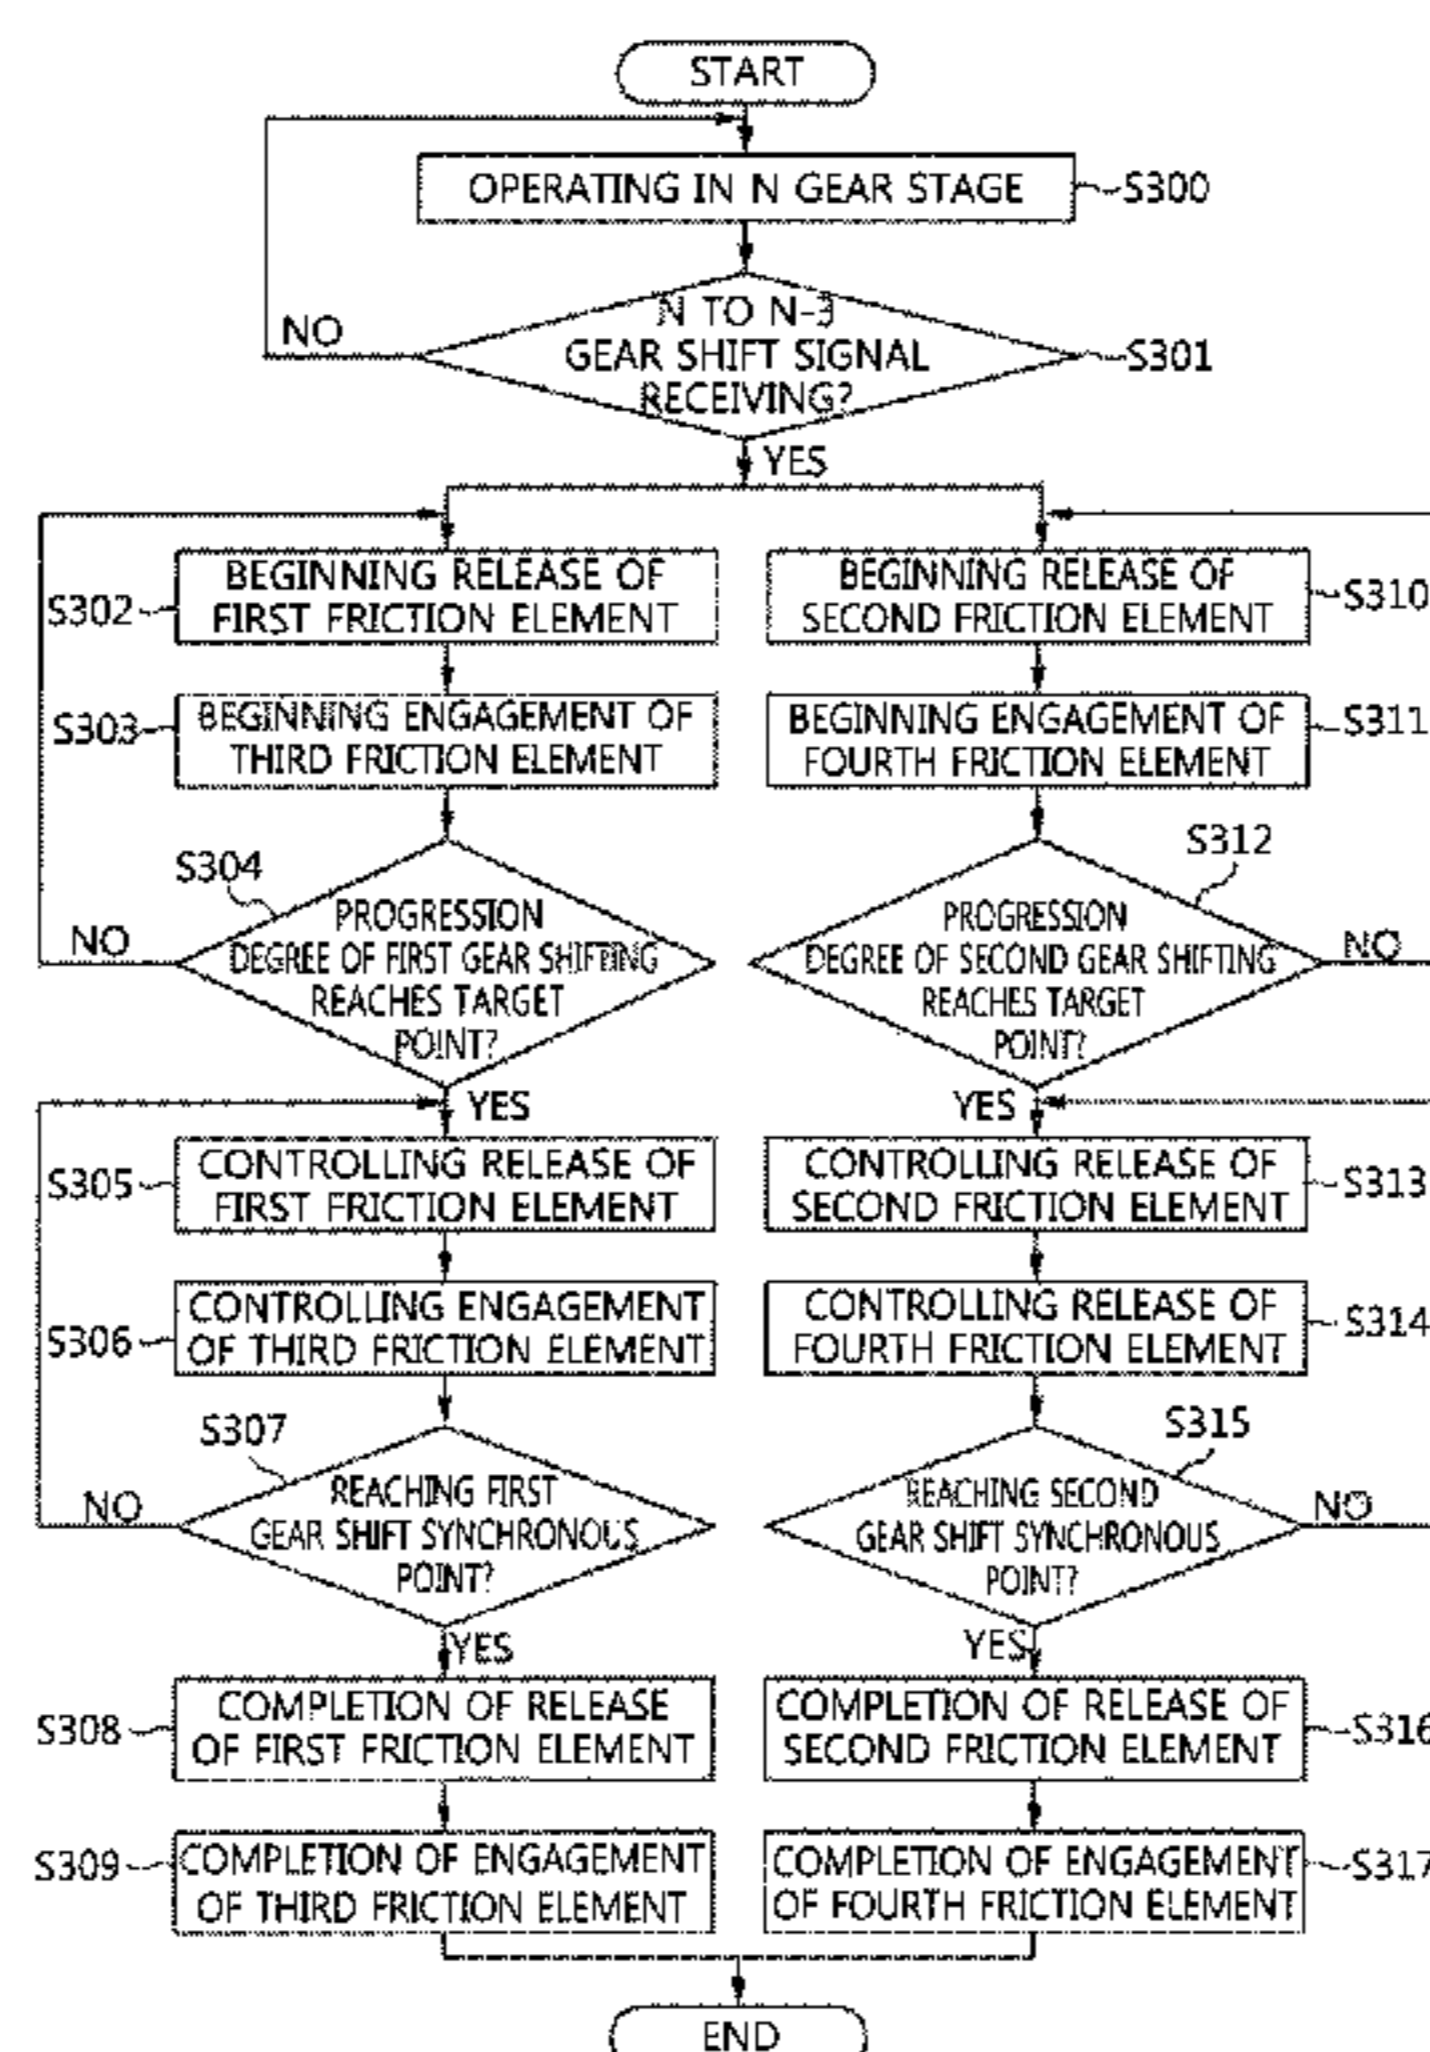 START
OPERATING IN N GEAR STAGE
S300
N TO N-3
GEAR SHIFT SIGNAL
RECEIVING?
S301
NO
YES
BEGINNING RELEASE OF
FIRST FRICTION ELEMENT
S302
BEGINNING ENGAGEMENT OF
THIRD FRICTION ELEMENT
S303
S304
PROGRESSION
DEGREE OF FIRST GEAR SHIFTING
REACHES TARGET
POINT?
NO
YES
CONTROLLING RELEASE OF
FIRST FRICTION ELEMENT
S305
CONTROLLING ENGAGEMENT
OF THIRD FRICTION ELEMENT
S306
S307
REACHING FIRST
GEAR SHIFT SYNCHRONOUS
POINT?
NO
YES
COMPLETION OF RELEASE
OF FIRST FRICTION ELEMENT
S308
COMPLETION OF ENGAGEMENT
OF THIRD FRICTION ELEMENT
S309
BEGINNING RELEASE OF
SECOND FRICTION ELEMENT
S310
BEGINNING ENGAGEMENT OF
FOURTH FRICTION ELEMENT
S311
S312
PROGRESSION
DEGREE OF SECOND GEAR SHIFTING
REACHES TARGET
POINT?
NO
YES
CONTROLLING RELEASE OF
SECOND FRICTION ELEMENT
S313
CONTROLLING RELEASE OF
FOURTH FRICTION ELEMENT
S314
S315
REACHING SECOND
GEAR SHIFT SYNCHRONOUS
POINT?
NO
YES
COMPLETION OF RELEASE OF
SECOND FRICTION ELEMENT
S316
COMPLETION OF ENGAGEMENT
OF FOURTH FRICTION ELEMENT
S317
END